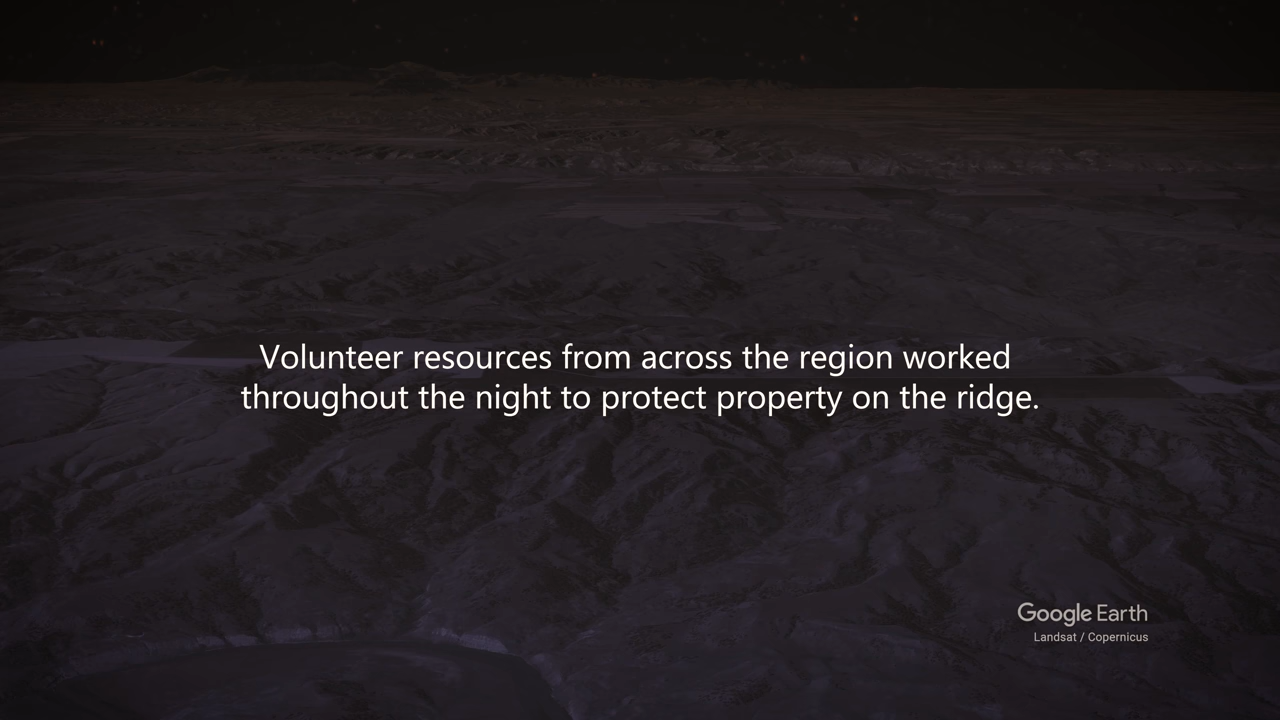 Volunteer resources from across the region worked
throughout the night to protect property on the ridge.
Google Earth
Landsat / Copernicus